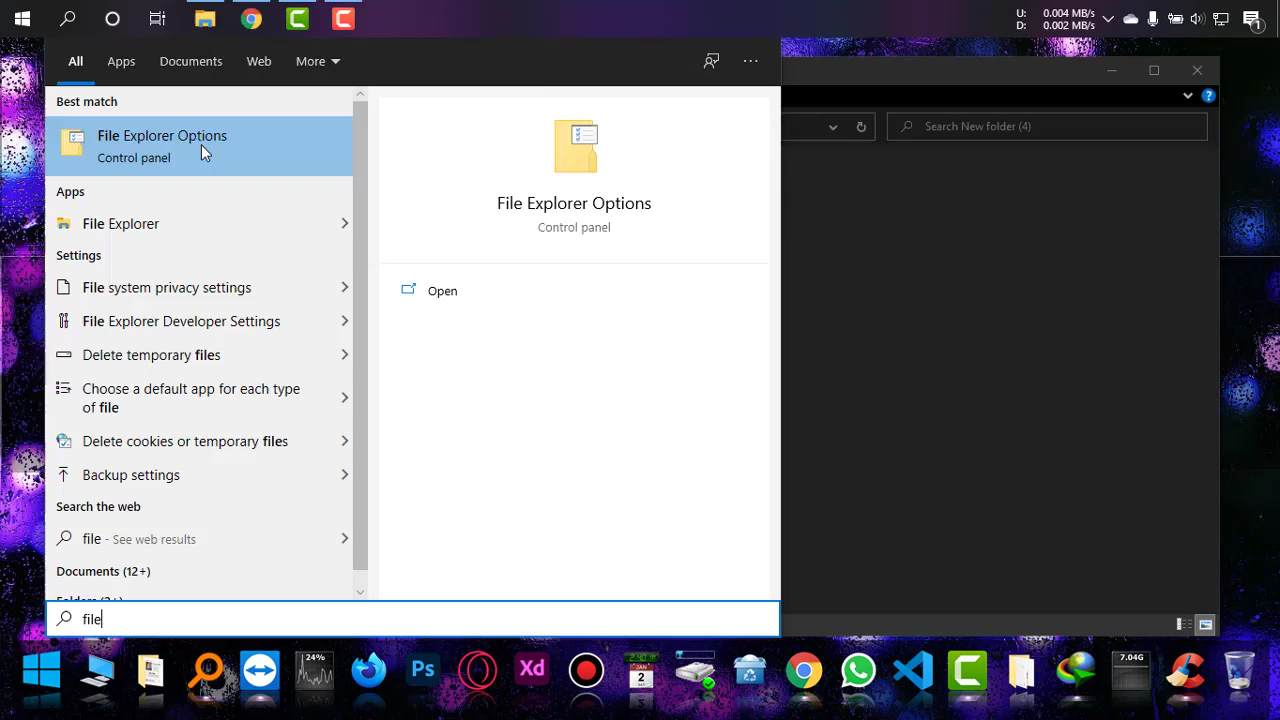 U: 0.004 MB/s
D: 0.002 MB/s
1
All Apps Documents Web More
Best match
File Explorer Options
Control panel
Apps
File Explorer
Settings
File system privacy settings
File Explorer Developer Settings
Delete temporary files
Choose a default app for each type
of file
Delete cookies or temporary files
Backup settings
Search the web
file - See web results
Documents (12+)
file
File Explorer Options
Control panel
Open
Search New folder (4)
24%
Ps
Xd
JAN
2
7.04G